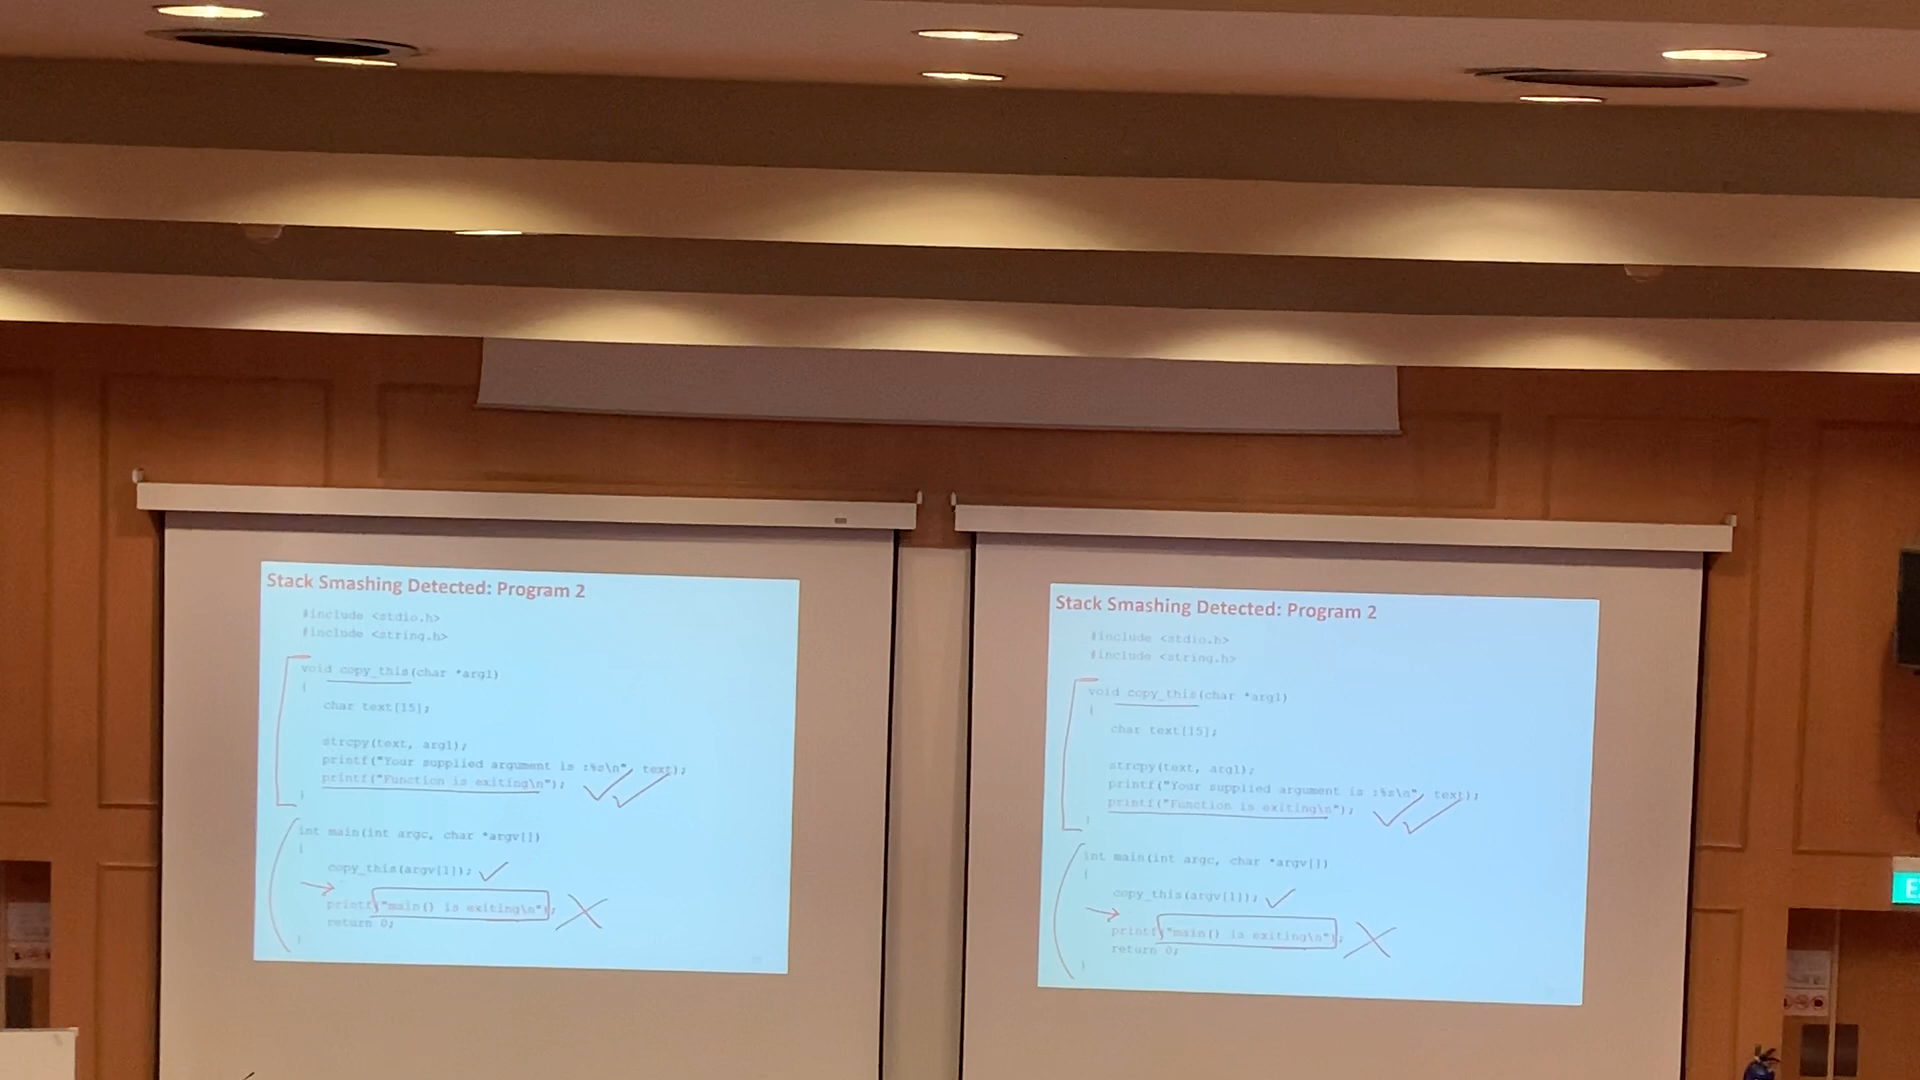 Stack Smashing Detected: Program 2
#include <stdio.h>
#include <string.h>
void copy_this(char *arg1)
{
char text[15];
strcpy(text, arg1);
printf("Your supplied argument is :%s\n", text);
printf("Function is exiting\n");
}
int main(int argc, char *argv[])
{
copy_this(argv[1]);
printf("main() is exiting\n");
return 0;
}
Stack Smashing Detected: Program 2
#include <stdio.h>
#include <string.h>
void copy_this(char *arg1)
{
char text[15];
strcpy(text, arg1);
printf("Your supplied argument is :%s\n", text);
printf("Function is exiting\n");
}
int main(int argc, char *argv[])
{
copy_this(argv[1]);
printf("main() is exiting\n");
return 0;
}